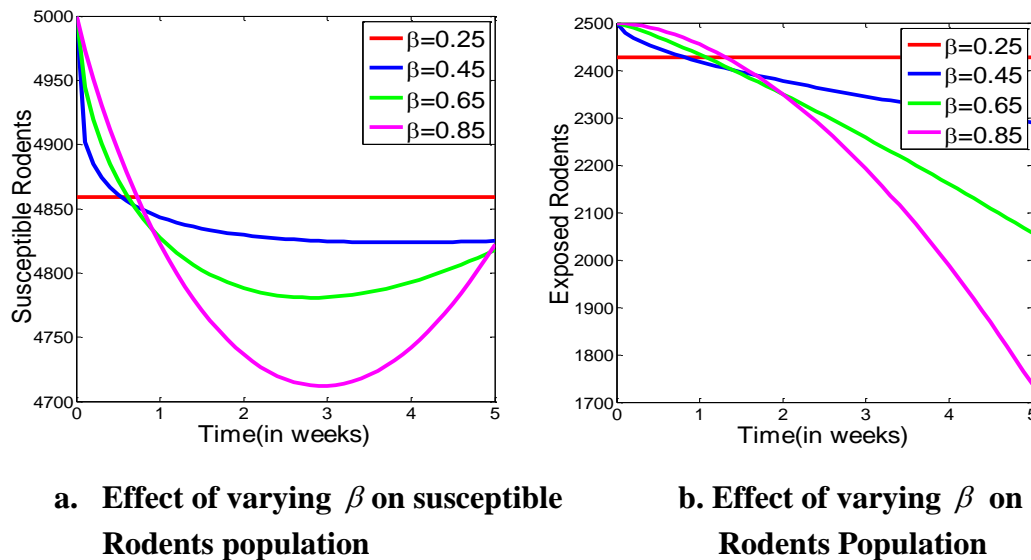 5000
4950
4900
4850
4800
4750
4700
Susceptible Rodents
0 1 2 3 4 5
Time(in weeks)
β=0.25
β=0.45
β=0.65
β=0.85
2500
2400
2300
2200
2100
2000
1900
1800
1700
Exposed Rodents
0 1 2 3 4 5
Time(in weeks)
β=0.25
β=0.45
β=0.65
β=0.85
a. Effect of varying β on susceptible
Rodents population
b. Effect of varying β on
Rodents Population